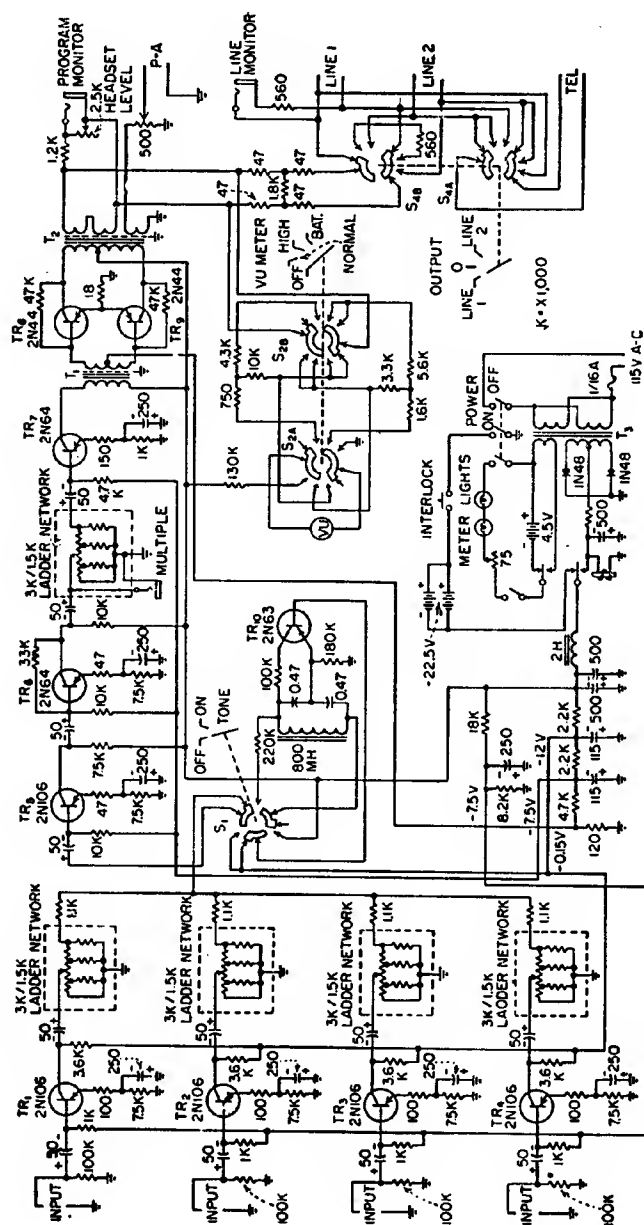 INPUT
50
100K
1K
TR1
2N106
100
7.5K
250
3.6K
50
3K/1.5K
LADDER NETWORK
1.1K
INPUT
100K
50
1K
TR2
2N106
100
7.5K
250
3.6
K
50
3K/1.5K
LADDER NETWORK
1.1K
INPUT
100K
50
1K
TR3
2N106
100
7.5K
250
3.6
K
50
3K/1.5K
LADDER NETWORK
1.1K
INPUT
100K
50
1K
TR4
2N106
100
7.5K
250
3.6
K
50
3K/1.5K
LADDER NETWORK
1.1K
50
10K
TR5
2N106
47
7.5K
250
7.5K
50
10K
TR6
2N64
33K
47
7.5K
250
10K
50
3K/1.5K
LADDER NETWORK
MULTIPLE
50
47
K
TR7
2N64
150
1K
250
T1
TR8
2N44
47K
18
47K
2N44
TR9
T2
1.2K
PROGRAM
MONITOR
2.5K
HEADSET
LEVEL
500
P-A
S1
OFF
ON
TONE
220K
800
MH
100K
0.47
0.47
TR10
2N63
180K
130K
VU
S2A
750
4.3K
10K
S2B
3.3K
1.6K
5.6K
VU METER
OFF
HIGH
BAT.
NORMAL
47
47
1.8K
47
47
LINE MONITOR
560
LINE 1
LINE 2
S4B
560
S4A
TEL
OUTPUT
LINE
1
0
LINE
2
K=X1,000
-7.5V
18K
250
8.2K
-7.5V
-0.15V
120
4.7K
115
2.2K
115
-12V
2.2K
500
500
2H
-22.5V
INTERLOCK
METER LIGHTS
75
4.5V
POWER
ON
OFF
1N48
1N48
500
T3
1/16A
115V A-C